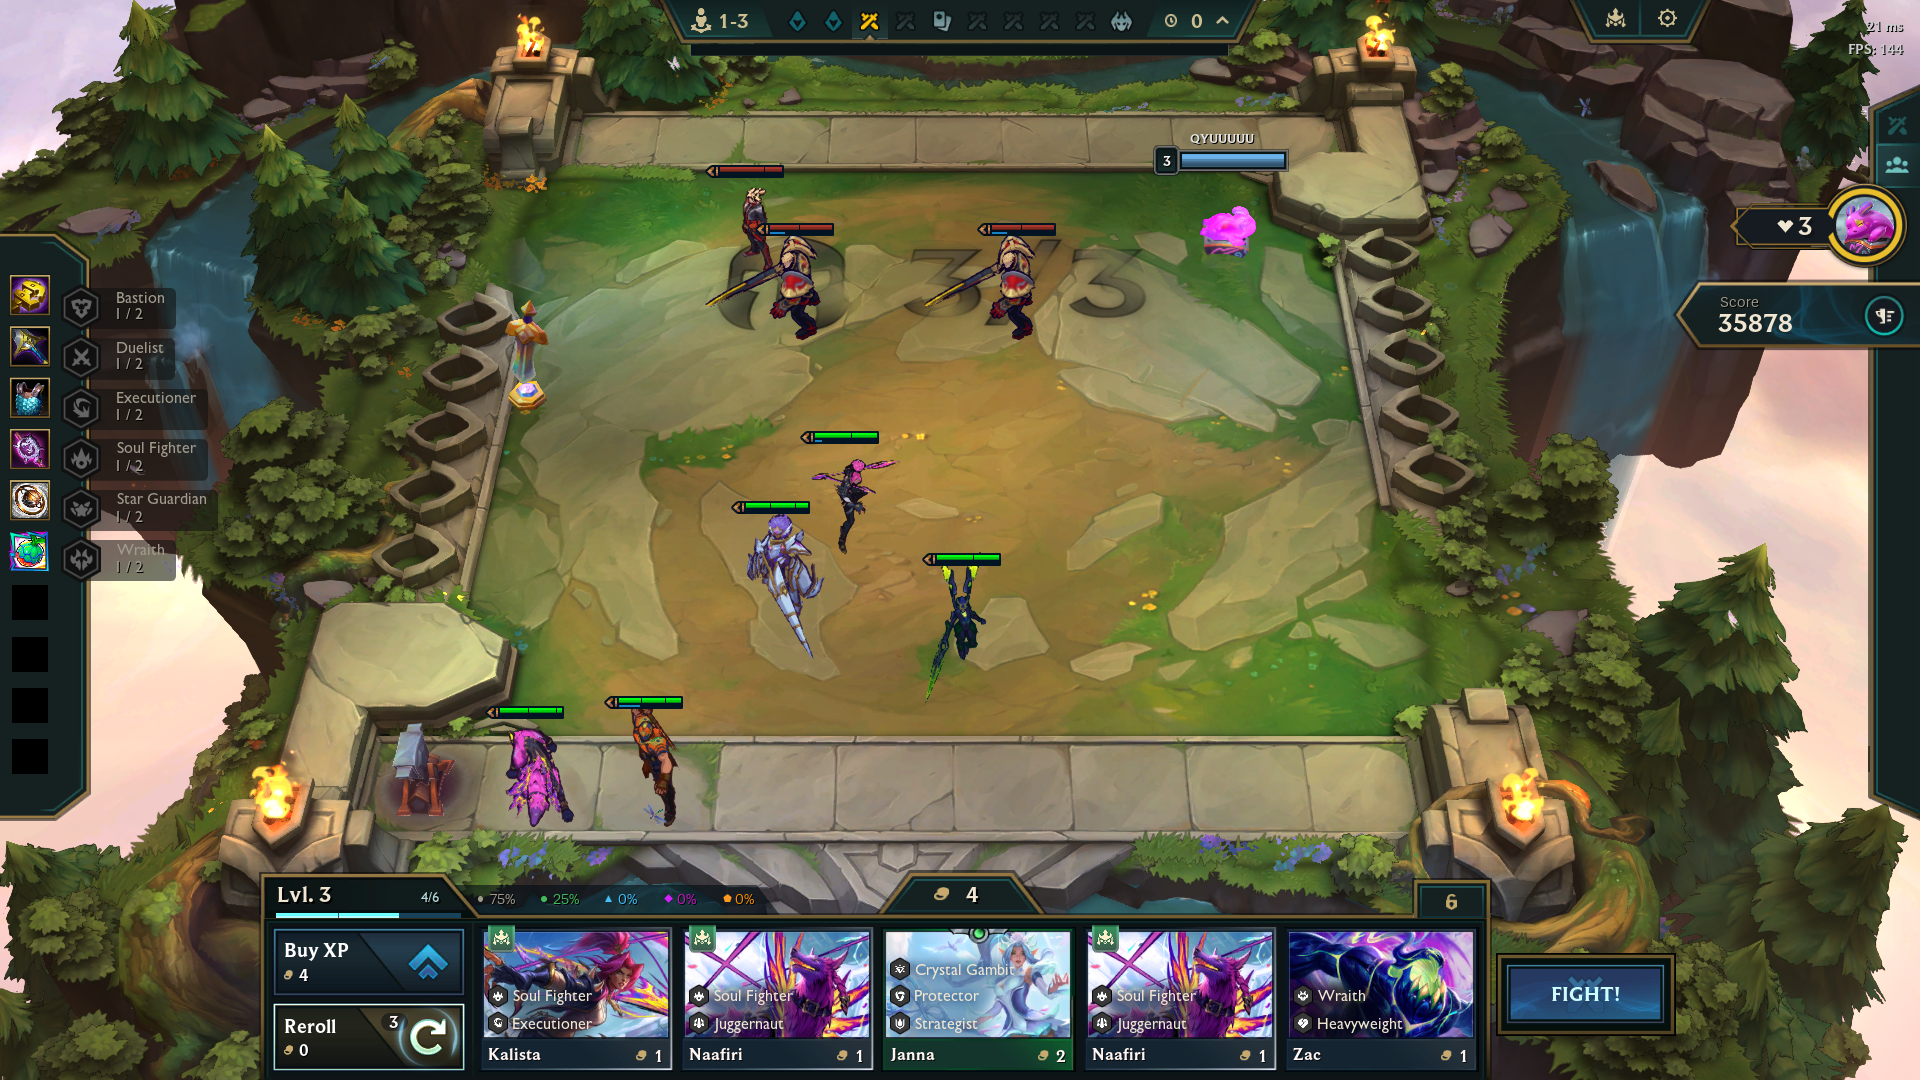 1-3
0
21 ms
FPS: 144
QYUUUUU
3
3
Score
35878
3/3
Bastion
1 / 2
Duelist
1 / 2
Executioner
1 / 2
Soul Fighter
1 / 2
Star Guardian
1 / 2
Wraith
1 / 2
Lvl. 3
4/6
75%
25%
0%
0%
0%
4
6
Buy XP
4
Reroll
3
0
Soul Fighter
Executioner
Kalista
1
Soul Fighter
Juggernaut
Naafiri
1
Crystal Gambit
Protector
Strategist
Janna
2
Soul Fighter
Juggernaut
Naafiri
1
Wraith
Heavyweight
Zac
1
FIGHT!